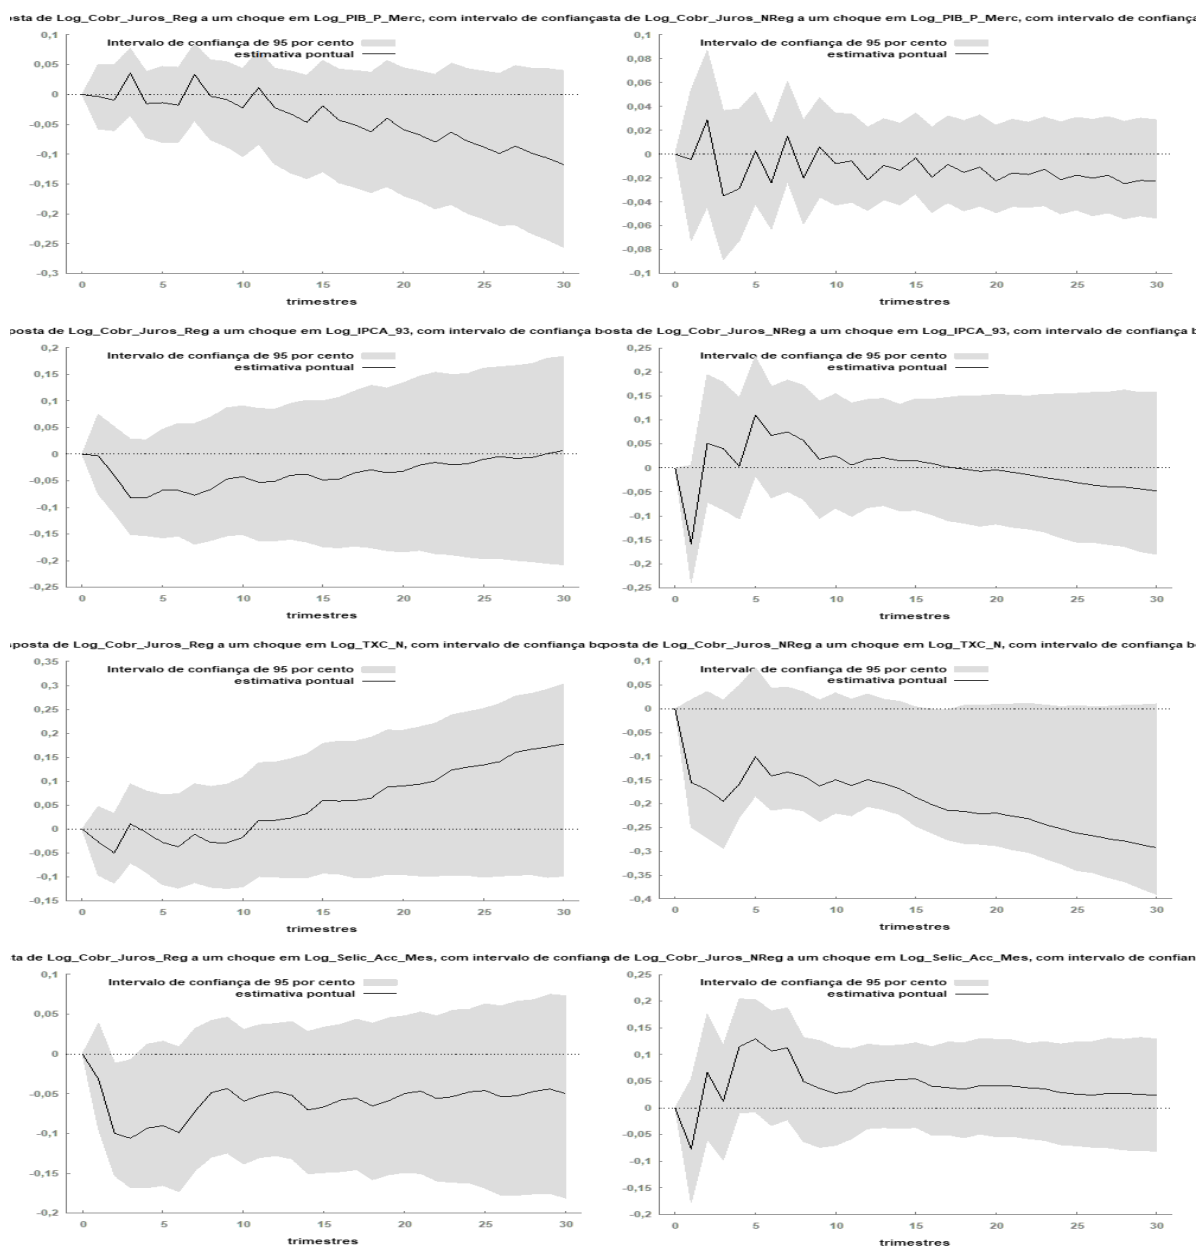 osta de Log_Cobr_Juros_Reg a um choque em Log_PIB_P_Merc, com intervalo de confiança
Intervalo de confiança de 95 por cento
estimativa pontual
0,1
0,05
0
-0,05
-0,1
-0,15
-0,2
-0,25
-0,3
0 5 10 15 20 25 30
trimestres
sta de Log_Cobr_Juros_NReg a um choque em Log_PIB_P_Merc, com intervalo de confiança
Intervalo de confiança de 95 por cento
estimativa pontual
0,1
0,08
0,06
0,04
0,02
0
-0,02
-0,04
-0,06
-0,08
-0,1
0 5 10 15 20 25 30
trimestres
posta de Log_Cobr_Juros_Reg a um choque em Log_IPCA_93, com intervalo de confiança b
Intervalo de confiança de 95 por cento
estimativa pontual
0,2
0,15
0,1
0,05
0
-0,05
-0,1
-0,15
-0,2
-0,25
0 5 10 15 20 25 30
trimestres
osta de Log_Cobr_Juros_NReg a um choque em Log_IPCA_93, com intervalo de confiança b
Intervalo de confiança de 95 por cento
estimativa pontual
0,25
0,2
0,15
0,1
0,05
0
-0,05
-0,1
-0,15
-0,2
-0,25
0 5 10 15 20 25 30
trimestres
posta de Log_Cobr_Juros_Reg a um choque em Log_TXC_N, com intervalo de confiança b
Intervalo de confiança de 95 por cento
estimativa pontual
0,35
0,3
0,25
0,2
0,15
0,1
0,05
0
-0,05
-0,1
-0,15
0 5 10 15 20 25 30
trimestres
posta de Log_Cobr_Juros_NReg a um choque em Log_TXC_N, com intervalo de confiança b
Intervalo de confiança de 95 por cento
estimativa pontual
0,1
0,05
0
-0,05
-0,1
-0,15
-0,2
-0,25
-0,3
-0,35
-0,4
0 5 10 15 20 25 30
trimestres
ta de Log_Cobr_Juros_Reg a um choque em Log_Selic_Acc_Mes, com intervalo de confianç
Intervalo de confiança de 95 por cento
estimativa pontual
0,1
0,05
0
-0,05
-0,1
-0,15
-0,2
0 5 10 15 20 25 30
trimestres
a de Log_Cobr_Juros_NReg a um choque em Log_Selic_Acc_Mes, com intervalo de confian
Intervalo de confiança de 95 por cento
estimativa pontual
0,25
0,2
0,15
0,1
0,05
0
-0,05
-0,1
-0,15
-0,2
0 5 10 15 20 25 30
trimestres